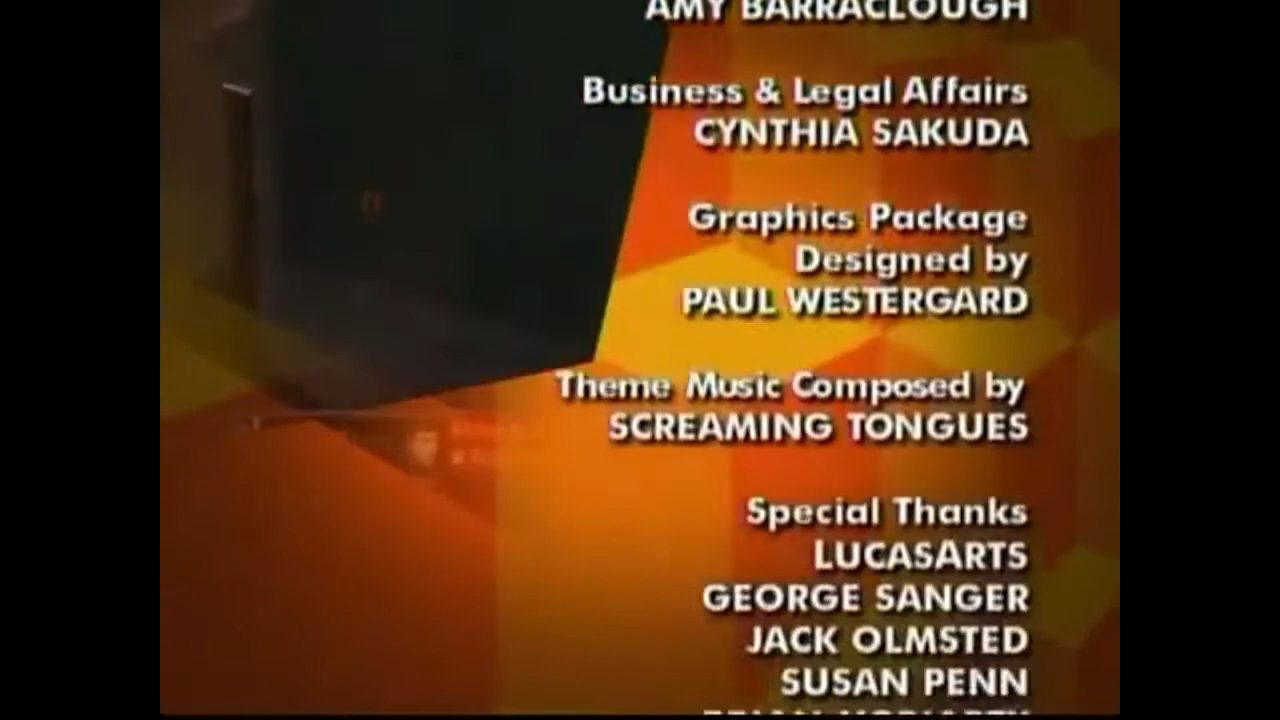 AMY BARRACLOUGH
Business & Legal Affairs
CYNTHIA SAKUDA
Graphics Package
Designed by
PAUL WESTERGARD
Theme Music Composed by
SCREAMING TONGUES
Special Thanks
LUCASARTS
GEORGE SANGER
JACK OLMSTED
SUSAN PENN